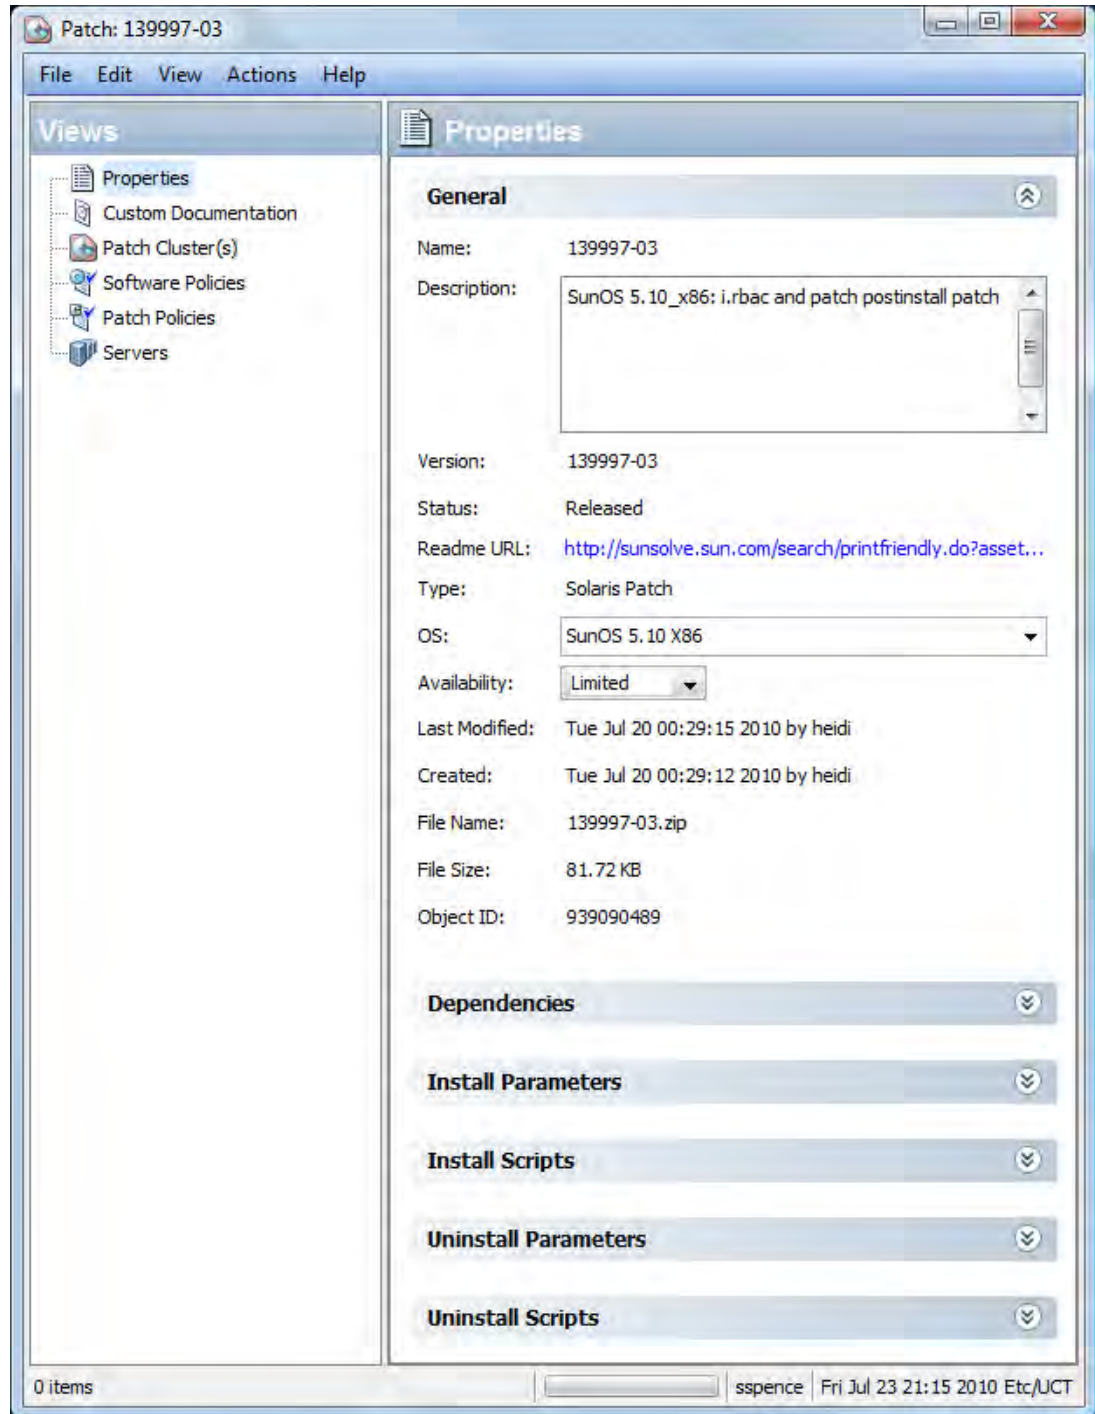 Patch: 139997-03
File Edit View Actions Help
Views
Properties
Custom Documentation
Patch Cluster(s)
Software Policies
Patch Policies
Servers
Properties
General
Name: 139997-03
Description: SunOS 5.10_x86: i.rbac and patch postinstall patch
Version: 139997-03
Status: Released
Readme URL: http://sunsolve.sun.com/search/printfriendly.do?asset...
Type: Solaris Patch
OS: SunOS 5.10 X86
Availability: Limited
Last Modified: Tue Jul 20 00:29:15 2010 by heidi
Created: Tue Jul 20 00:29:12 2010 by heidi
File Name: 139997-03.zip
File Size: 81.72 KB
Object ID: 939090489
Dependencies
Install Parameters
Install Scripts
Uninstall Parameters
Uninstall Scripts
0 items sspence Fri Jul 23 21:15 2010 Etc/UCT